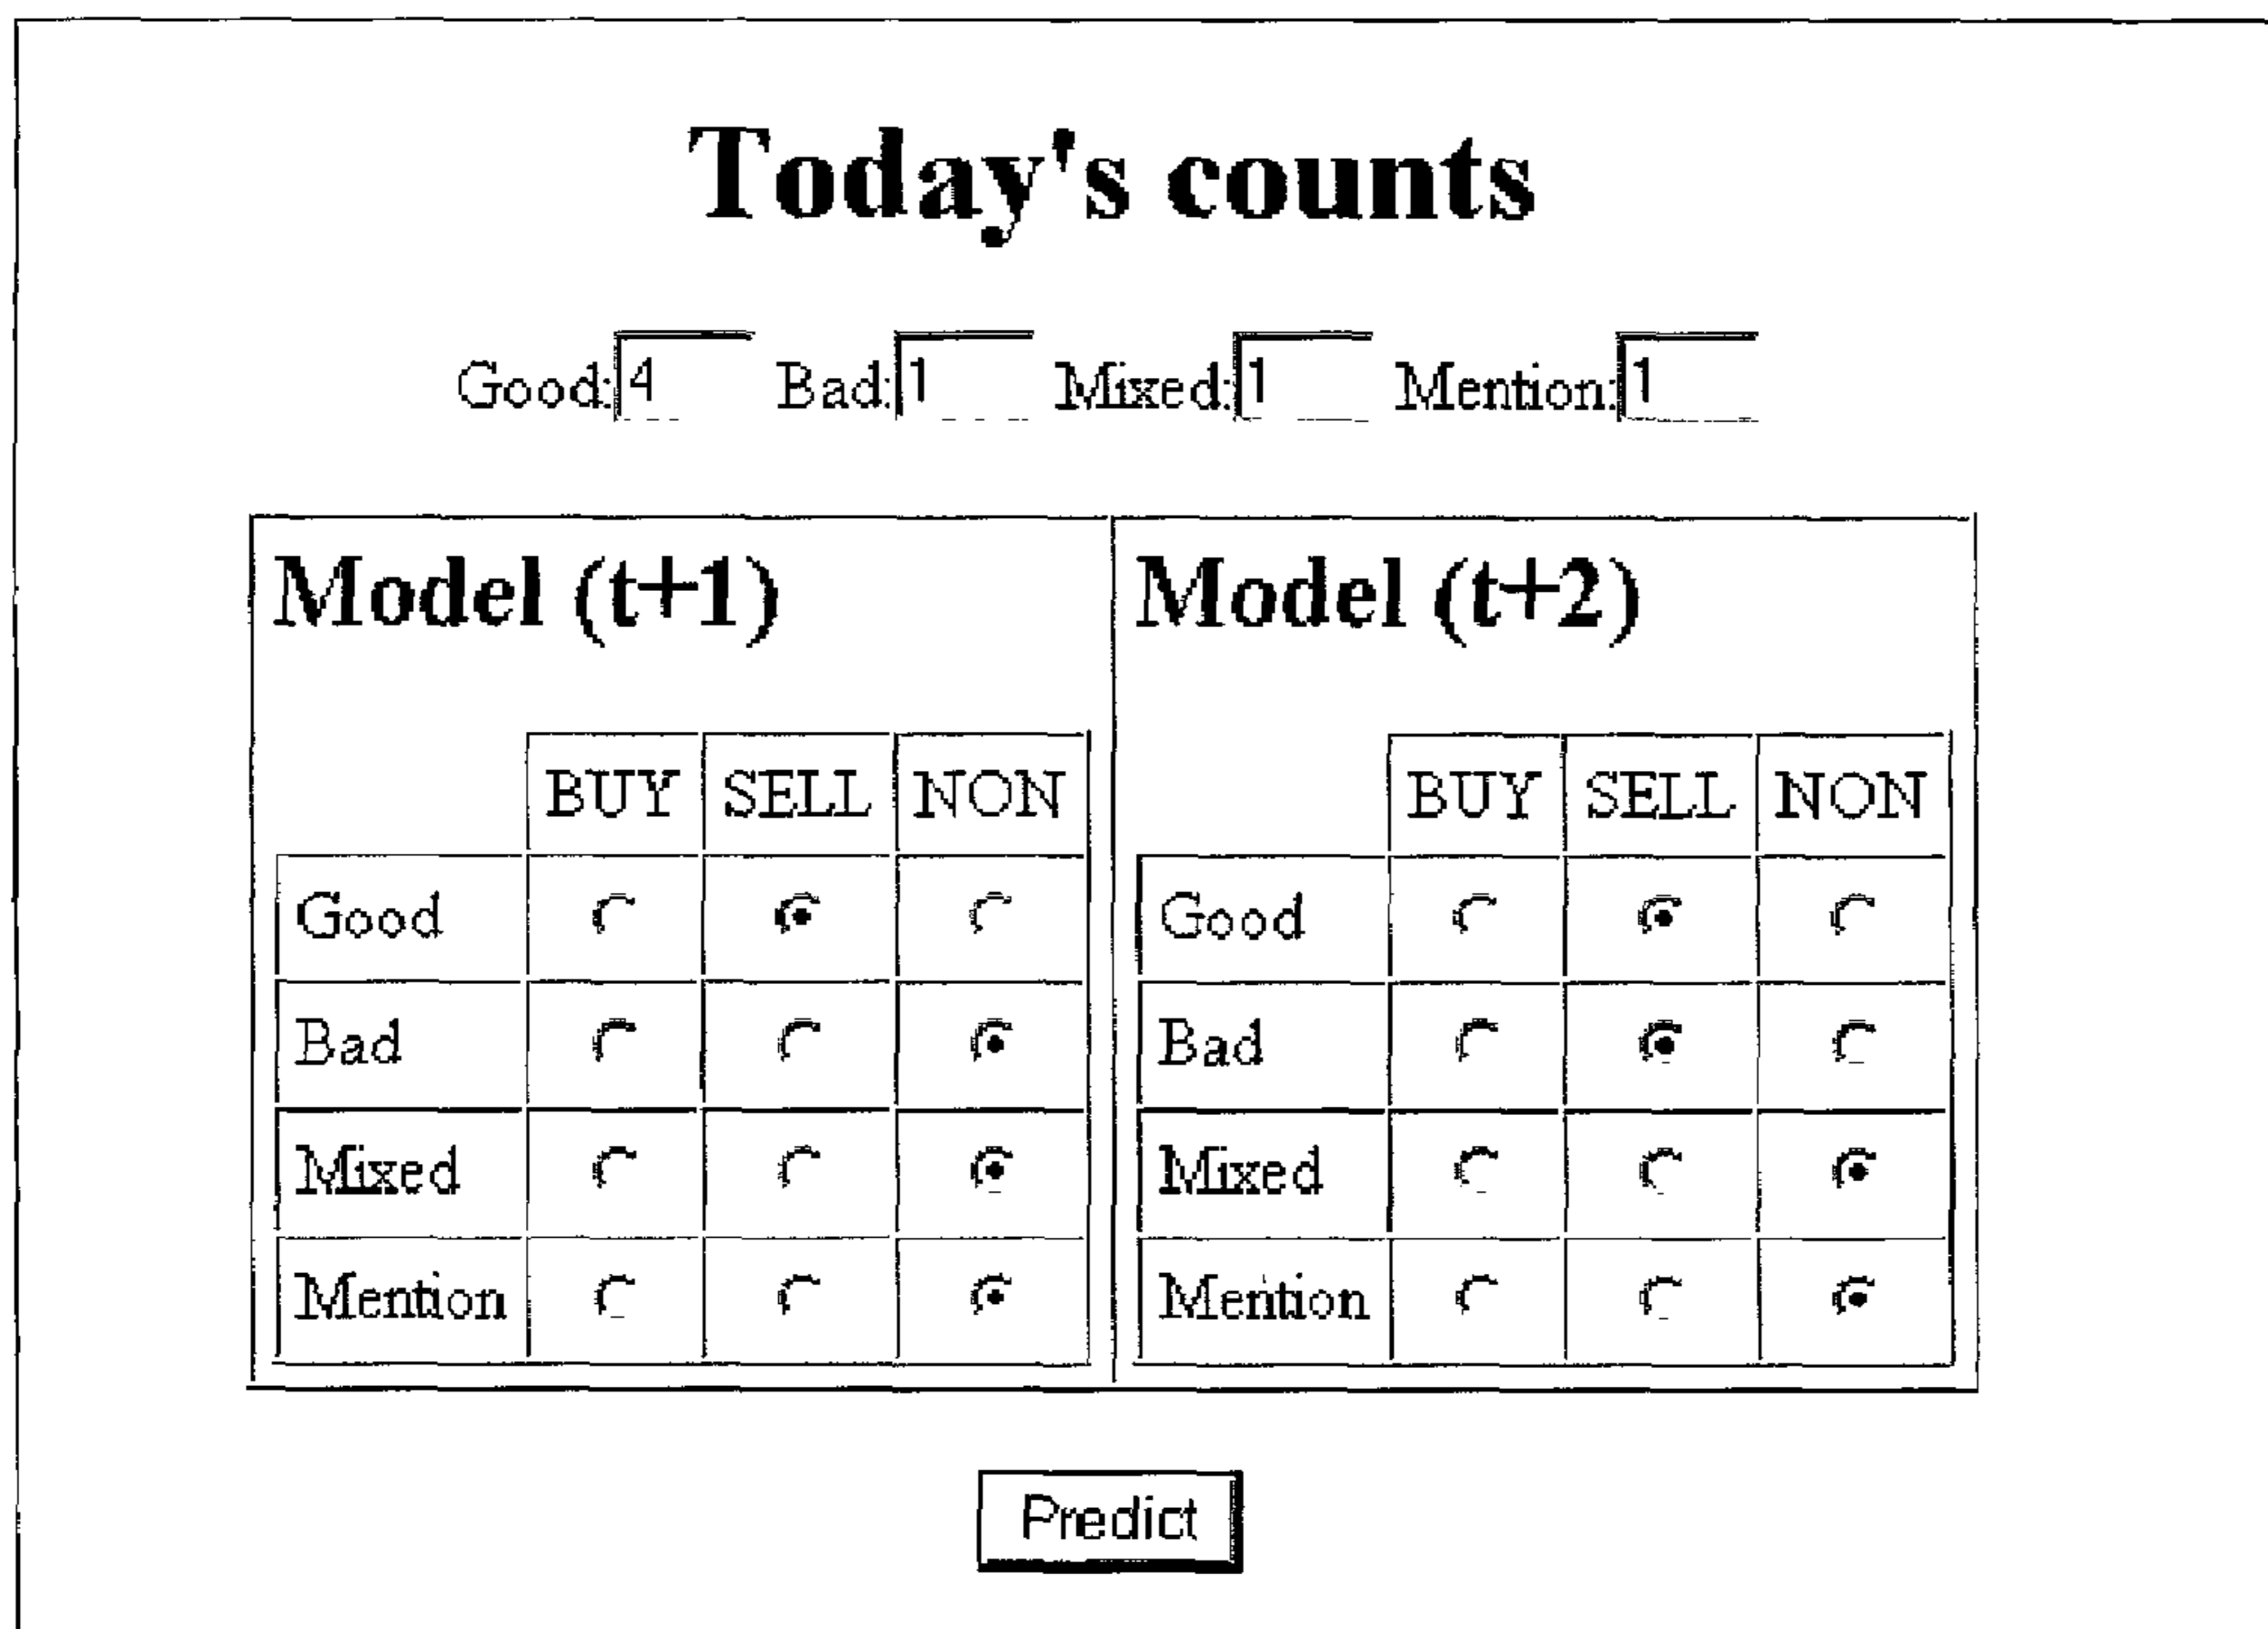 Today's counts
Good: 4 Bad: 1 Mixed: 1 Mention: 1
Model (t+1)
BUY SELL NON
Good
Bad
Mixed
Mention
Model (t+2)
BUY SELL NON
Good
Bad
Mixed
Mention
Predict